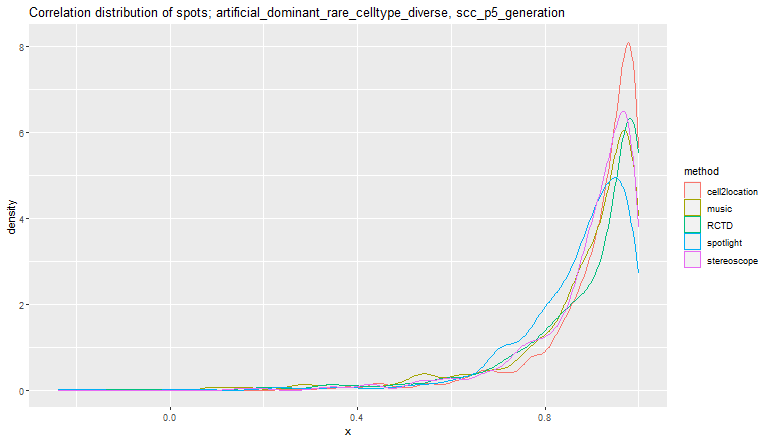 Correlation distribution of spots; artificial_dominant_rare_celltype_diverse, scc_p5_generation
8
6
4
2
0
density
0.0
0.4
0.8
x
method
cell2location
music
RCTD
spotlight
stereoscope